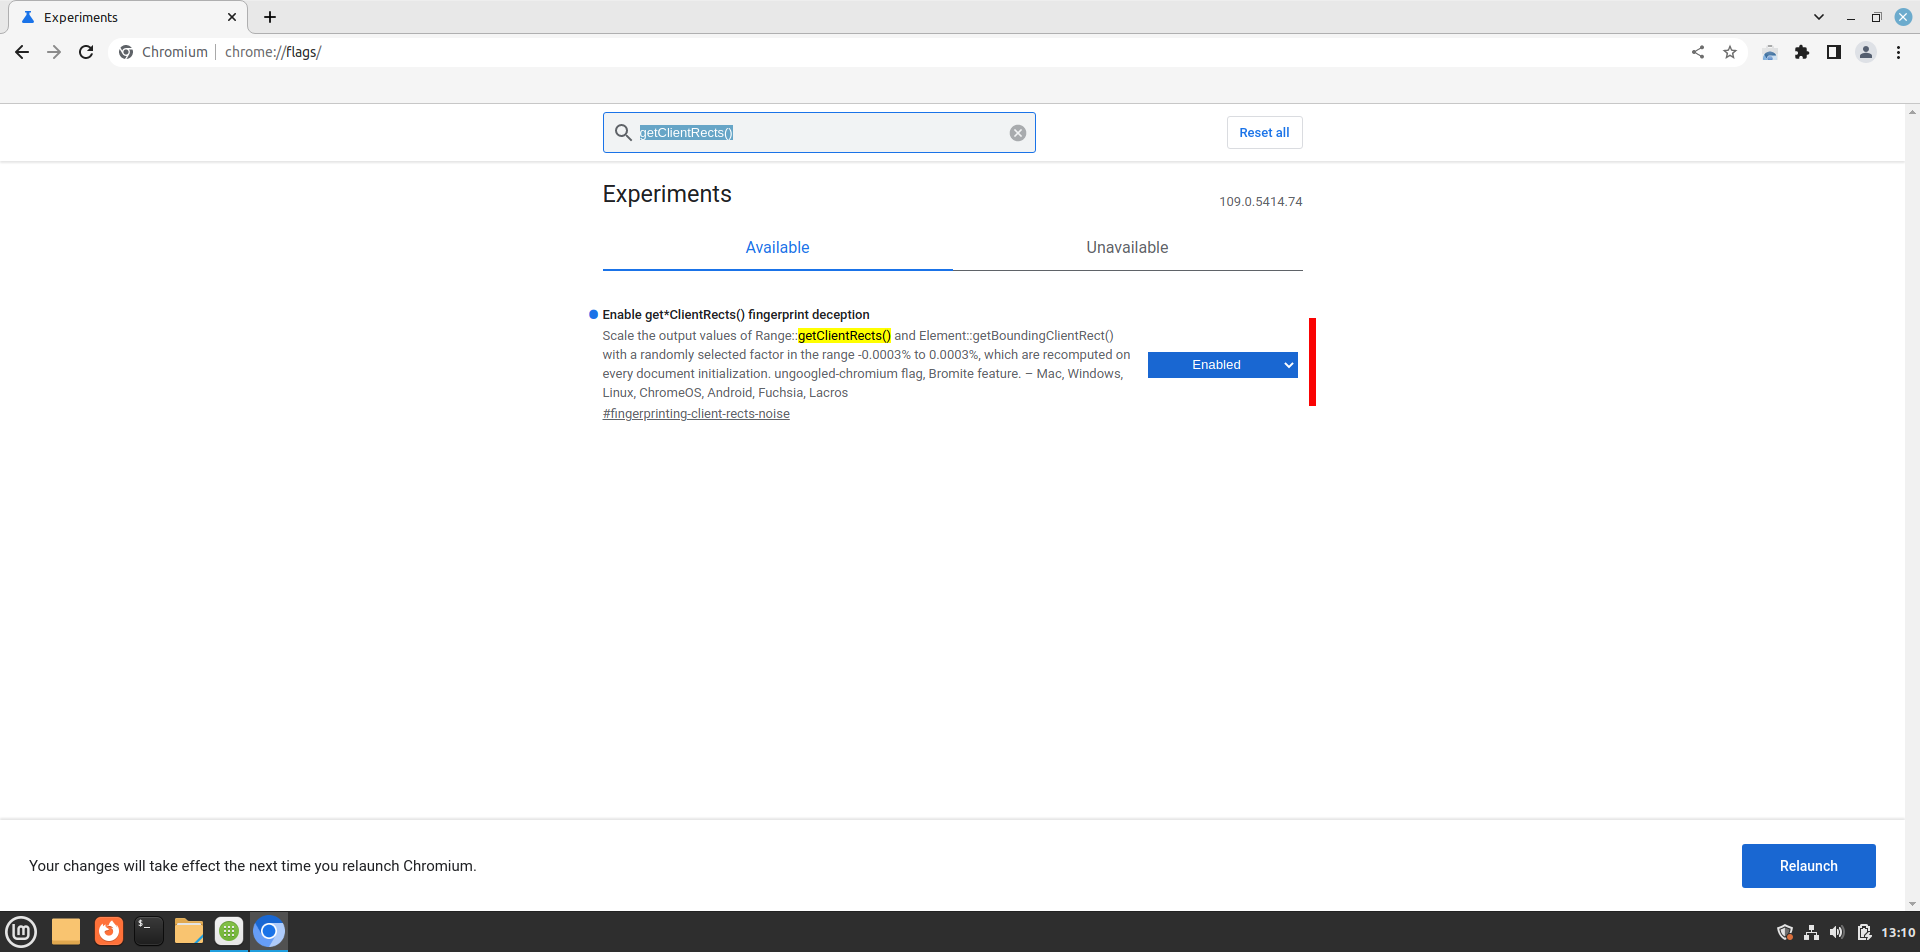 Experiments
Chromium
chrome://flags/
getClientRects()
Reset all
Experiments
109.0.5414.74
Available
Unavailable
Enable get*ClientRects() fingerprint deception
Scale the output values of Range::getClientRects() and Element::getBoundingClientRect()
with a randomly selected factor in the range -0.0003% to 0.0003%, which are recomputed on
every document initialization. ungoogled-chromium flag, Bromite feature. – Mac, Windows,
Linux, ChromeOS, Android, Fuchsia, Lacros
#fingerprinting-client-rects-noise
Enabled
Your changes will take effect the next time you relaunch Chromium.
Relaunch
$_
13:10